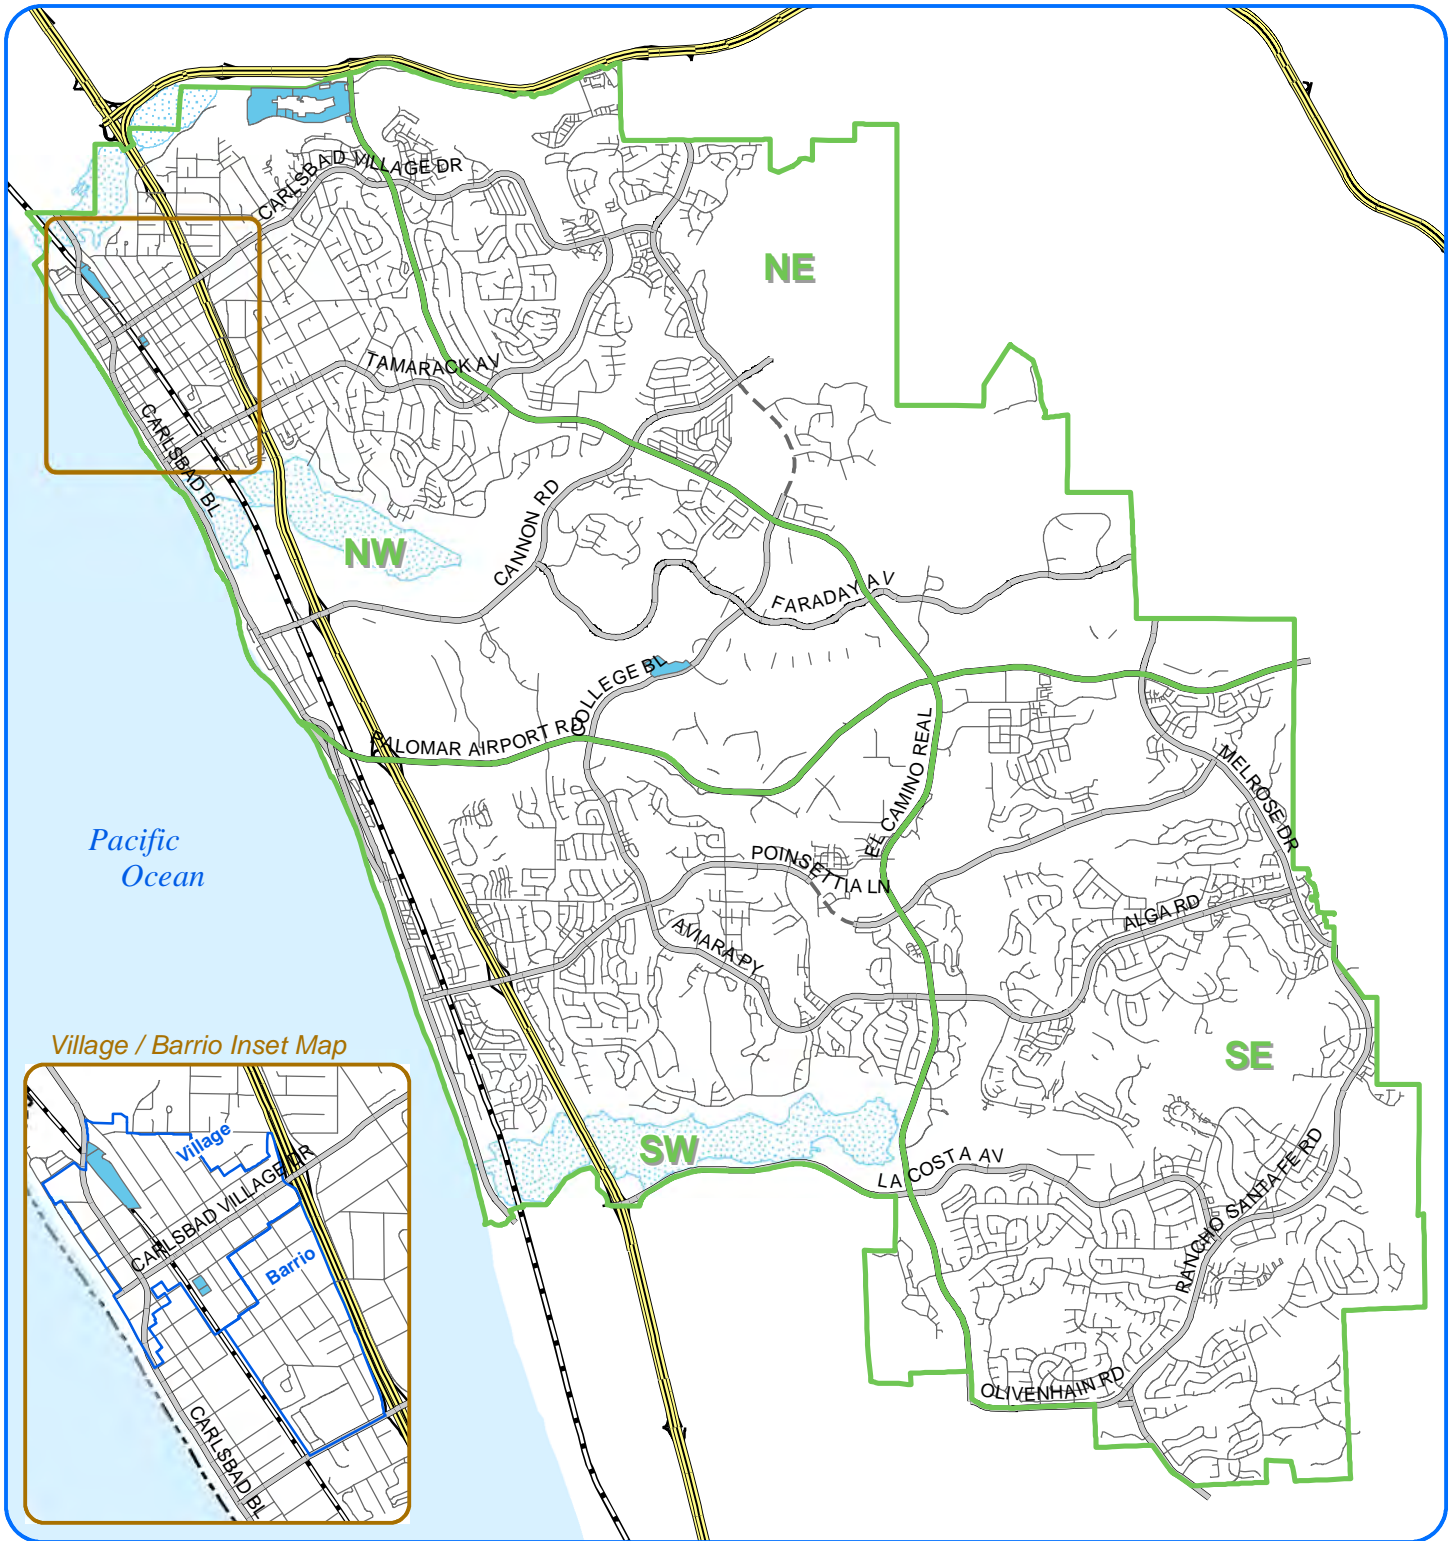 CARLSBAD VILLAGE DR
NE
TAMARACK AV
CARLSBAD BL
CANNON RD
NW
FARADAY AV
COLLEGE BL
PALOMAR AIRPORT RD
EL CAMINO REAL
MELROSE DR
Pacific
Ocean
POINSETTIA LN
ALGA RD
AVIARA PY
Village / Barrio Inset Map
SE
SW
LA COSTA AV
RANCHO SANTA FE RD
OLIVENHAIN RD
Village
CARLSBAD VILLAGE DR
Barrio
CARLSBAD BL